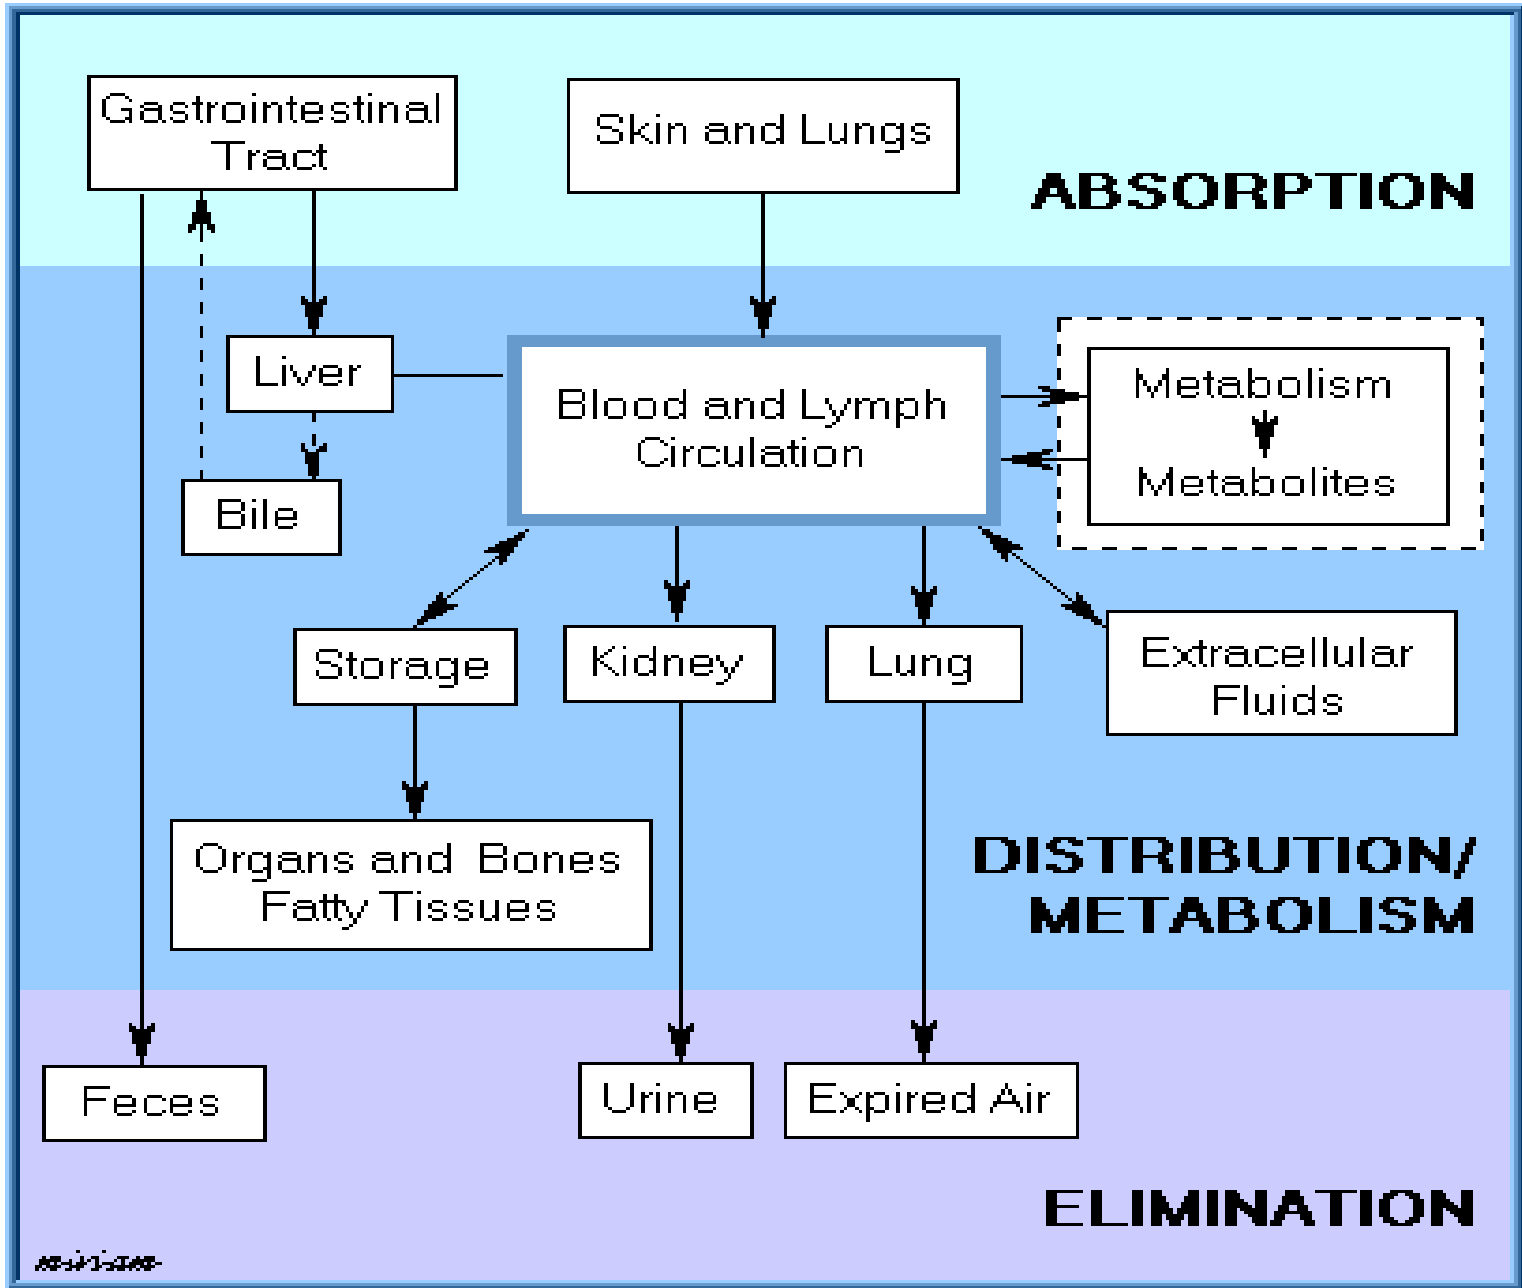 Gastrointestinal
Tract
Skin and Lungs
ABSORPTION
Liver
Blood and Lymph
Circulation
Metabolism
Metabolites
Bile
Storage
Kidney
Lung
Extracellular
Fluids
Organs and Bones
Fatty Tissues
DISTRIBUTION/
METABOLISM
Feces
Urine
Expired Air
ELIMINATION